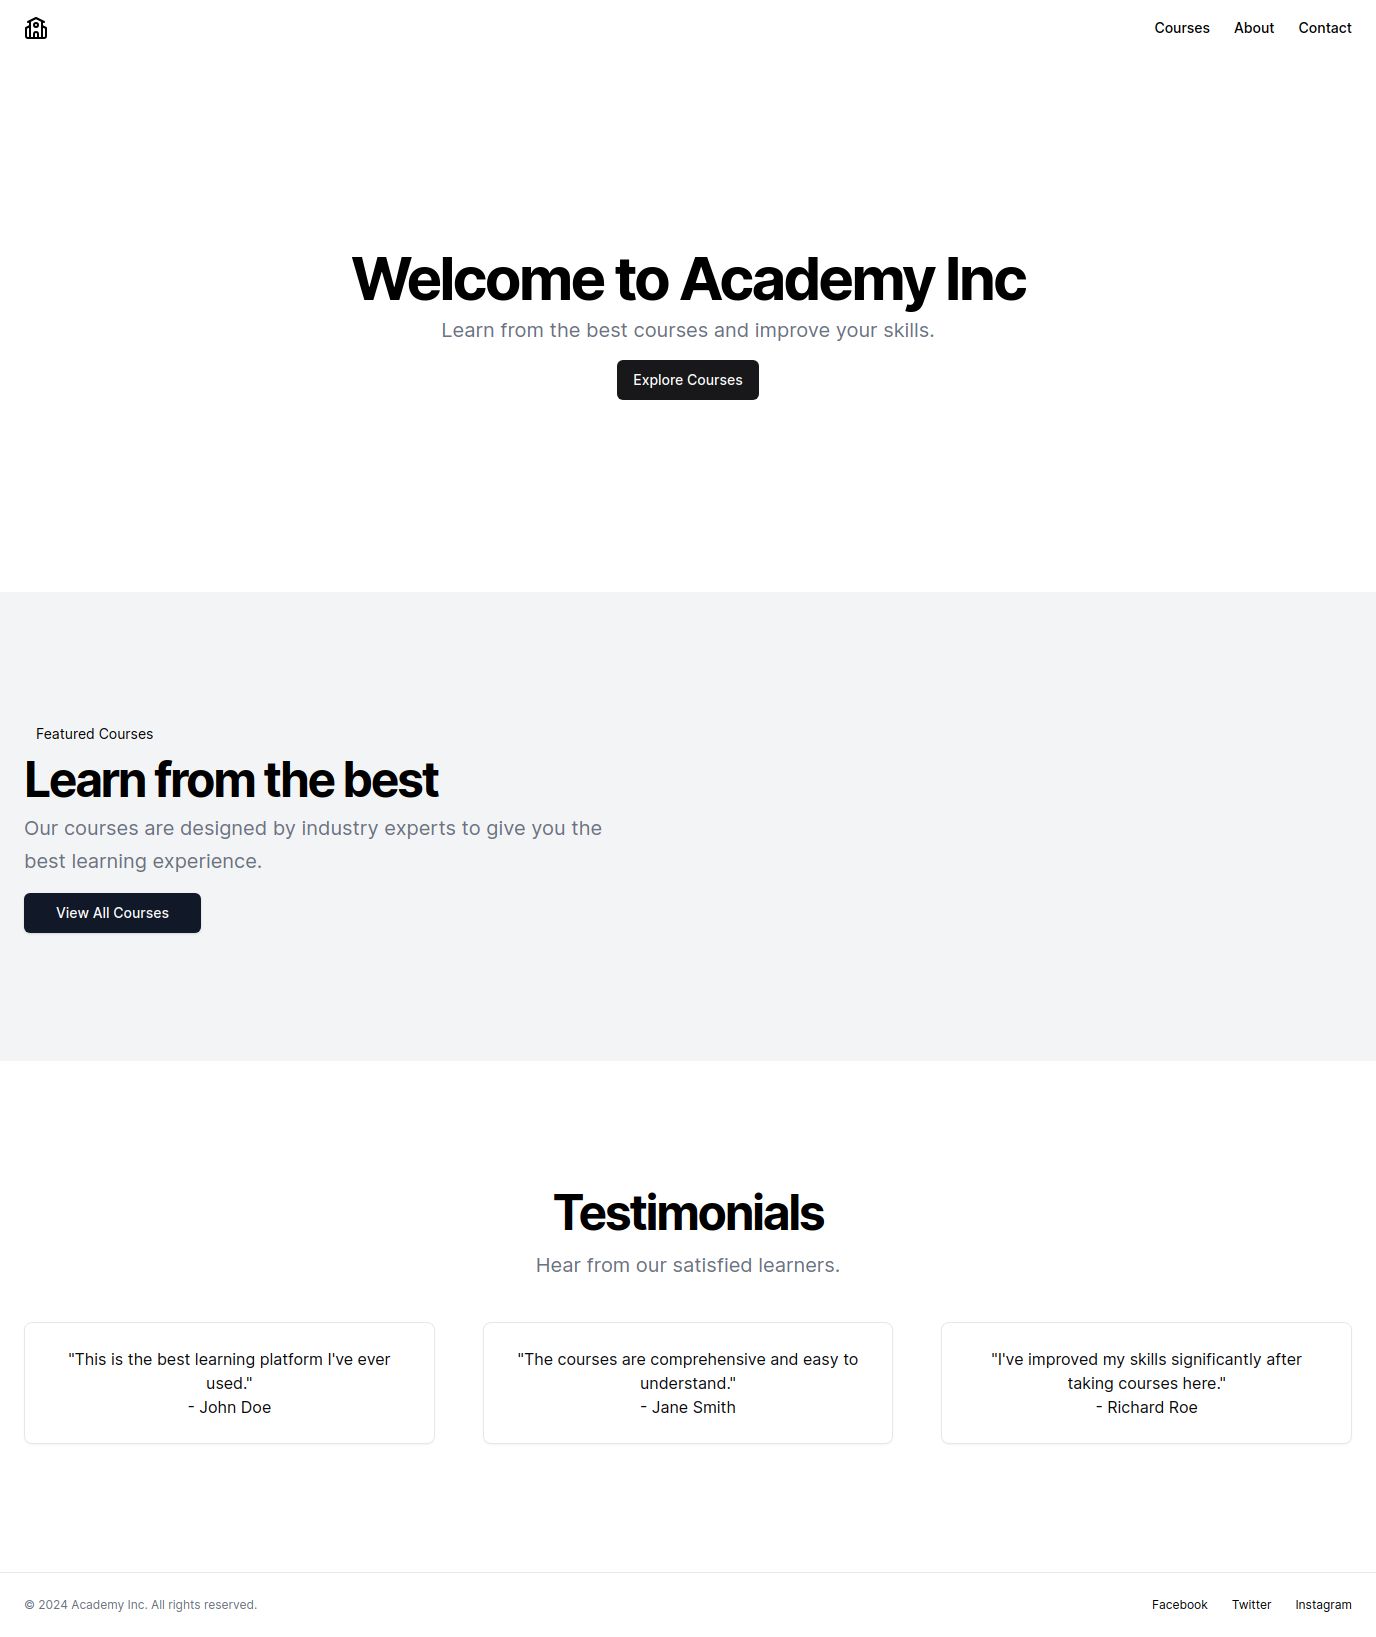 Courses About Contact
Welcome to Academy Inc
Learn from the best courses and improve your skills.
Explore Courses
Featured Courses
Learn from the best
Our courses are designed by industry experts to give you the
best learning experience.
View All Courses
Testimonials
Hear from our satisfied learners.
"This is the best learning platform I've ever
used."
- John Doe
"The courses are comprehensive and easy to
understand."
- Jane Smith
"I've improved my skills significantly after
taking courses here."
- Richard Roe
© 2024 Academy Inc. All rights reserved.
Facebook Twitter Instagram